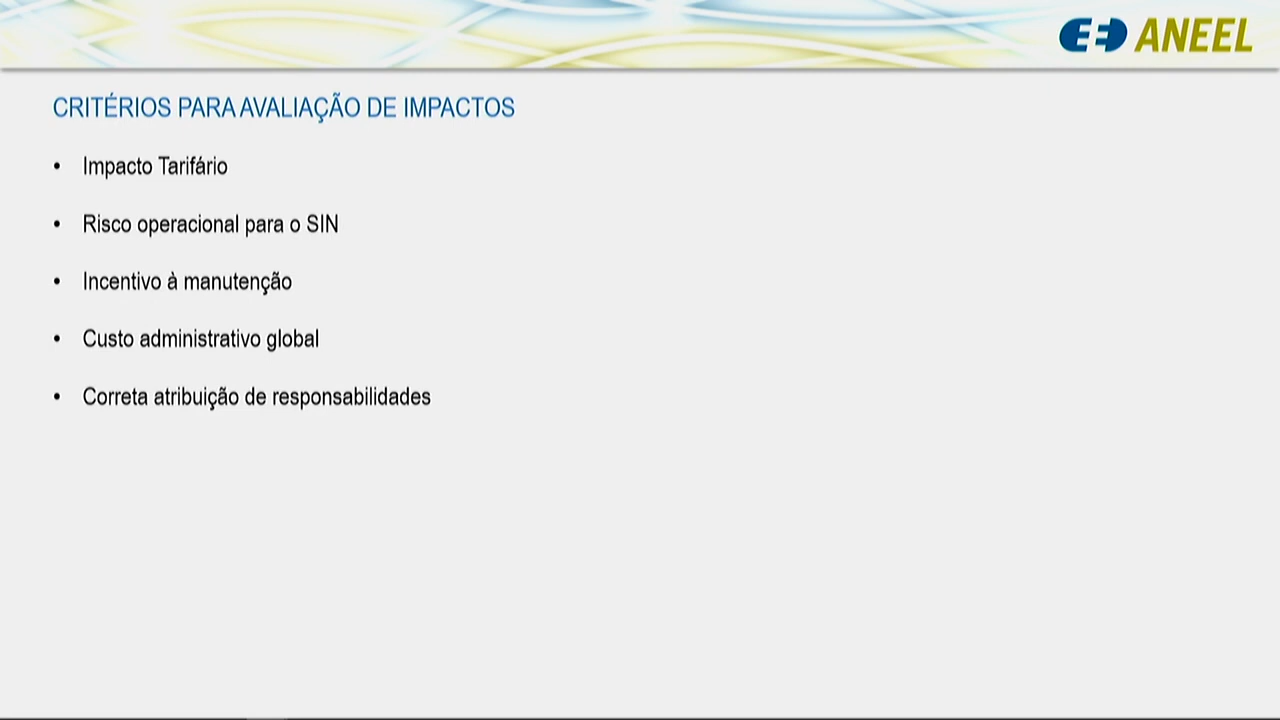 ANEEL
CRITÉRIOS PARA AVALIAÇÃO DE IMPACTOS
• Impacto Tarifário
• Risco operacional para o SIN
• Incentivo à manutenção
• Custo administrativo global
• Correta atribuição de responsabilidades